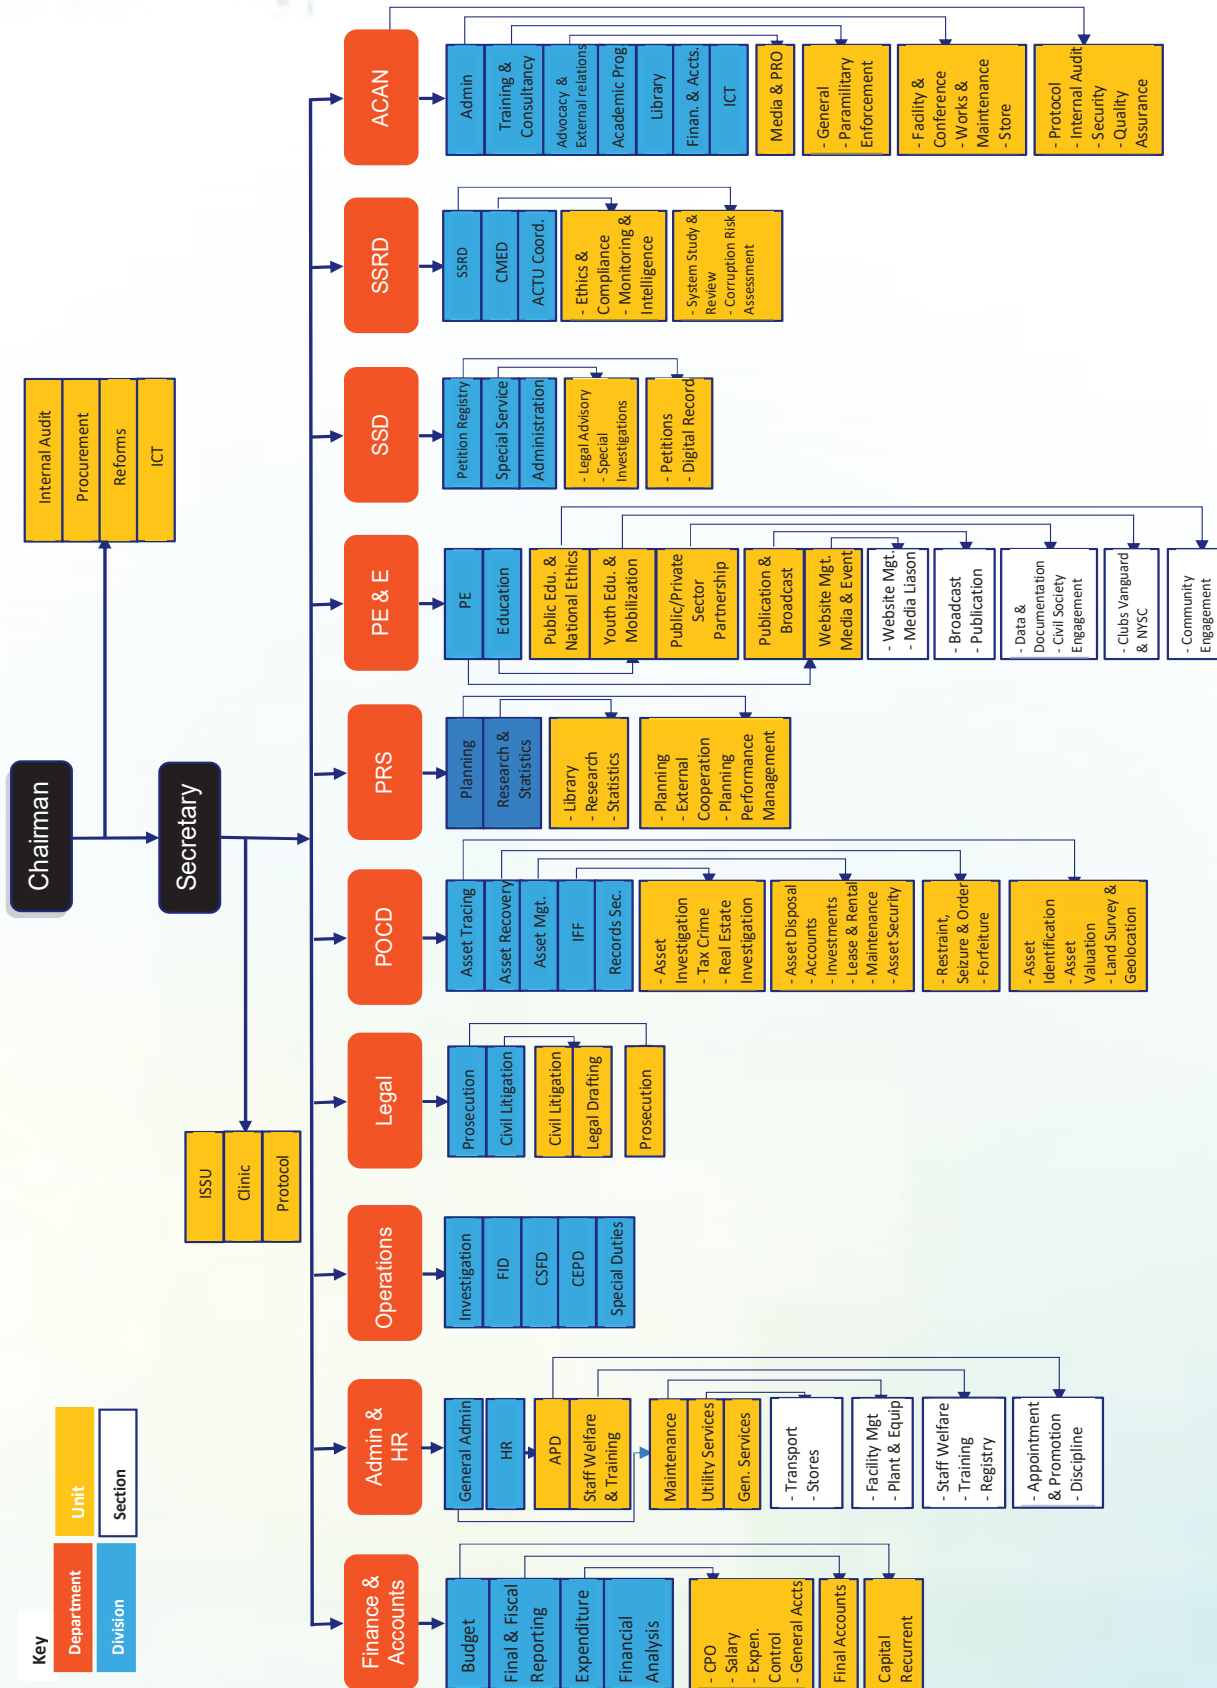 Key
Department
Unit
Division
Section
Chairman
Internal Audit
Procurement
Reforms
ICT
Secretary
ISSU
Clinic
Protocol
Finance &
Accounts
Budget
Final & Fiscal
Reporting
Expenditure
Financial
Analysis
- CPO
- Salary
- Expen.
Control
- General Accts
Final Accounts
Capital
Recurrent
Admin &
HR
General Admin
HR
APD
Staff Welfare
& Training
Maintenance
Utility Services
Gen. Services
- Transport
- Stores
- Facility Mgt
- Plant & Equip
- Staff Welfare
- Training
- Registry
- Appointment
& Promotion
- Discipline
Operations
Investigation
FID
CSFD
CEPD
Special Duties
Legal
Prosecution
Civil Litigation
Civil Litigation
Legal Drafting
Prosecution
POCD
Asset Tracing
Asset Recovery
Asset Mgt.
IFF
Records Sec.
- Asset
Investigation
- Tax Crime
- Real Estate
Investigation
- Asset Disposal
- Accounts
Investments
- Lease & Rental
- Maintenance
- Asset Security
- Restraint,
Seizure & Order
- Forfeiture
- Asset
Identification
- Asset
Valuation
- Land Survey &
Geolocation
PRS
Planning
Research &
Statistics
- Library
- Research
- Statistics
- Planning
- External
Cooperation
- Planning
Performance
Management
PE & E
PE
Education
Public Edu. &
National Ethics
Youth Edu. &
Mobilization
Public/Private
Sector
Partnership
Publication &
Broadcast
Website Mgt.
Media & Event
- Website Mgt.
- Media Liason
- Broadcast
- Publication
- Data &
Documentation
- Civil Society
Engagement
- Clubs Vanguard
& NYSC
- Community
Engagement
SSD
Petition Registry
Special Service
Administration
- Legal Advisory
- Special
Investigations
- Petitions
- Digital Record
SSRD
SSRD
CMED
ACTU Coord.
- Ethics &
Compliance
- Monitoring &
Intelligence
- System Study &
Review
- Corruption Risk
Assessment
ACAN
Admin
Training &
Consultancy
Advocacy &
External relations
Academic Prog.
Library
Finan. & Accts.
ICT
Media & PRO
- General
- Paramilitary
Enforcement
- Facility &
Conference
- Works &
Maintenance
- Store
- Protocol
- Internal Audit
- Security
- Quality
Assurance